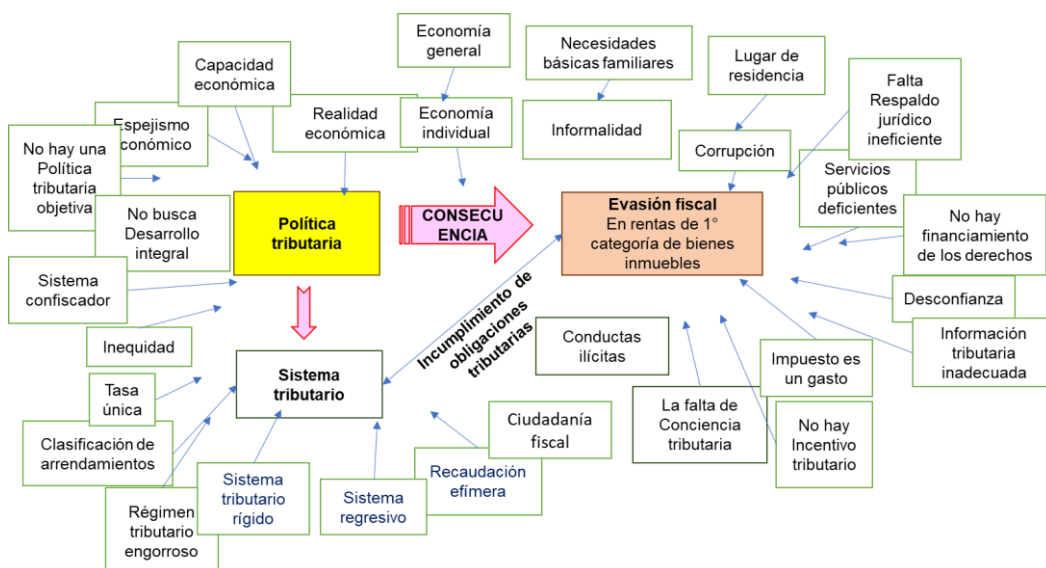 Economía
general
Necesidades
básicas familiares
Lugar de
residencia
Capacidad
económica
Falta
Respaldo
jurídico
ineficiente
Espejismo
económico
Realidad
económica
Economía
individual
Informalidad
Corrupción
No hay una
Política
tributaria
objetiva
Servicios
públicos
deficientes
No busca
Desarrollo
integral
Política
tributaria
CONSECU
ENCIA
Evasión fiscal
En rentas de 1°
categoría de bienes
inmuebles
No hay
financiamiento
de los derechos
Sistema
confiscador
Desconfianza
Incumplimiento de
obligaciones
tributarias
Inequidad
Conductas
ilícitas
Información
tributaria
inadecuada
Impuesto es
un gasto
Sistema
tributario
Tasa
única
La falta de
Conciencia
tributaria
No hay
Incentivo
tributario
Ciudadanía
fiscal
Clasificación de
arrendamientos
Sistema
tributario
rígido
Recaudación
efímera
Sistema
regresivo
Régimen
tributario
engorroso